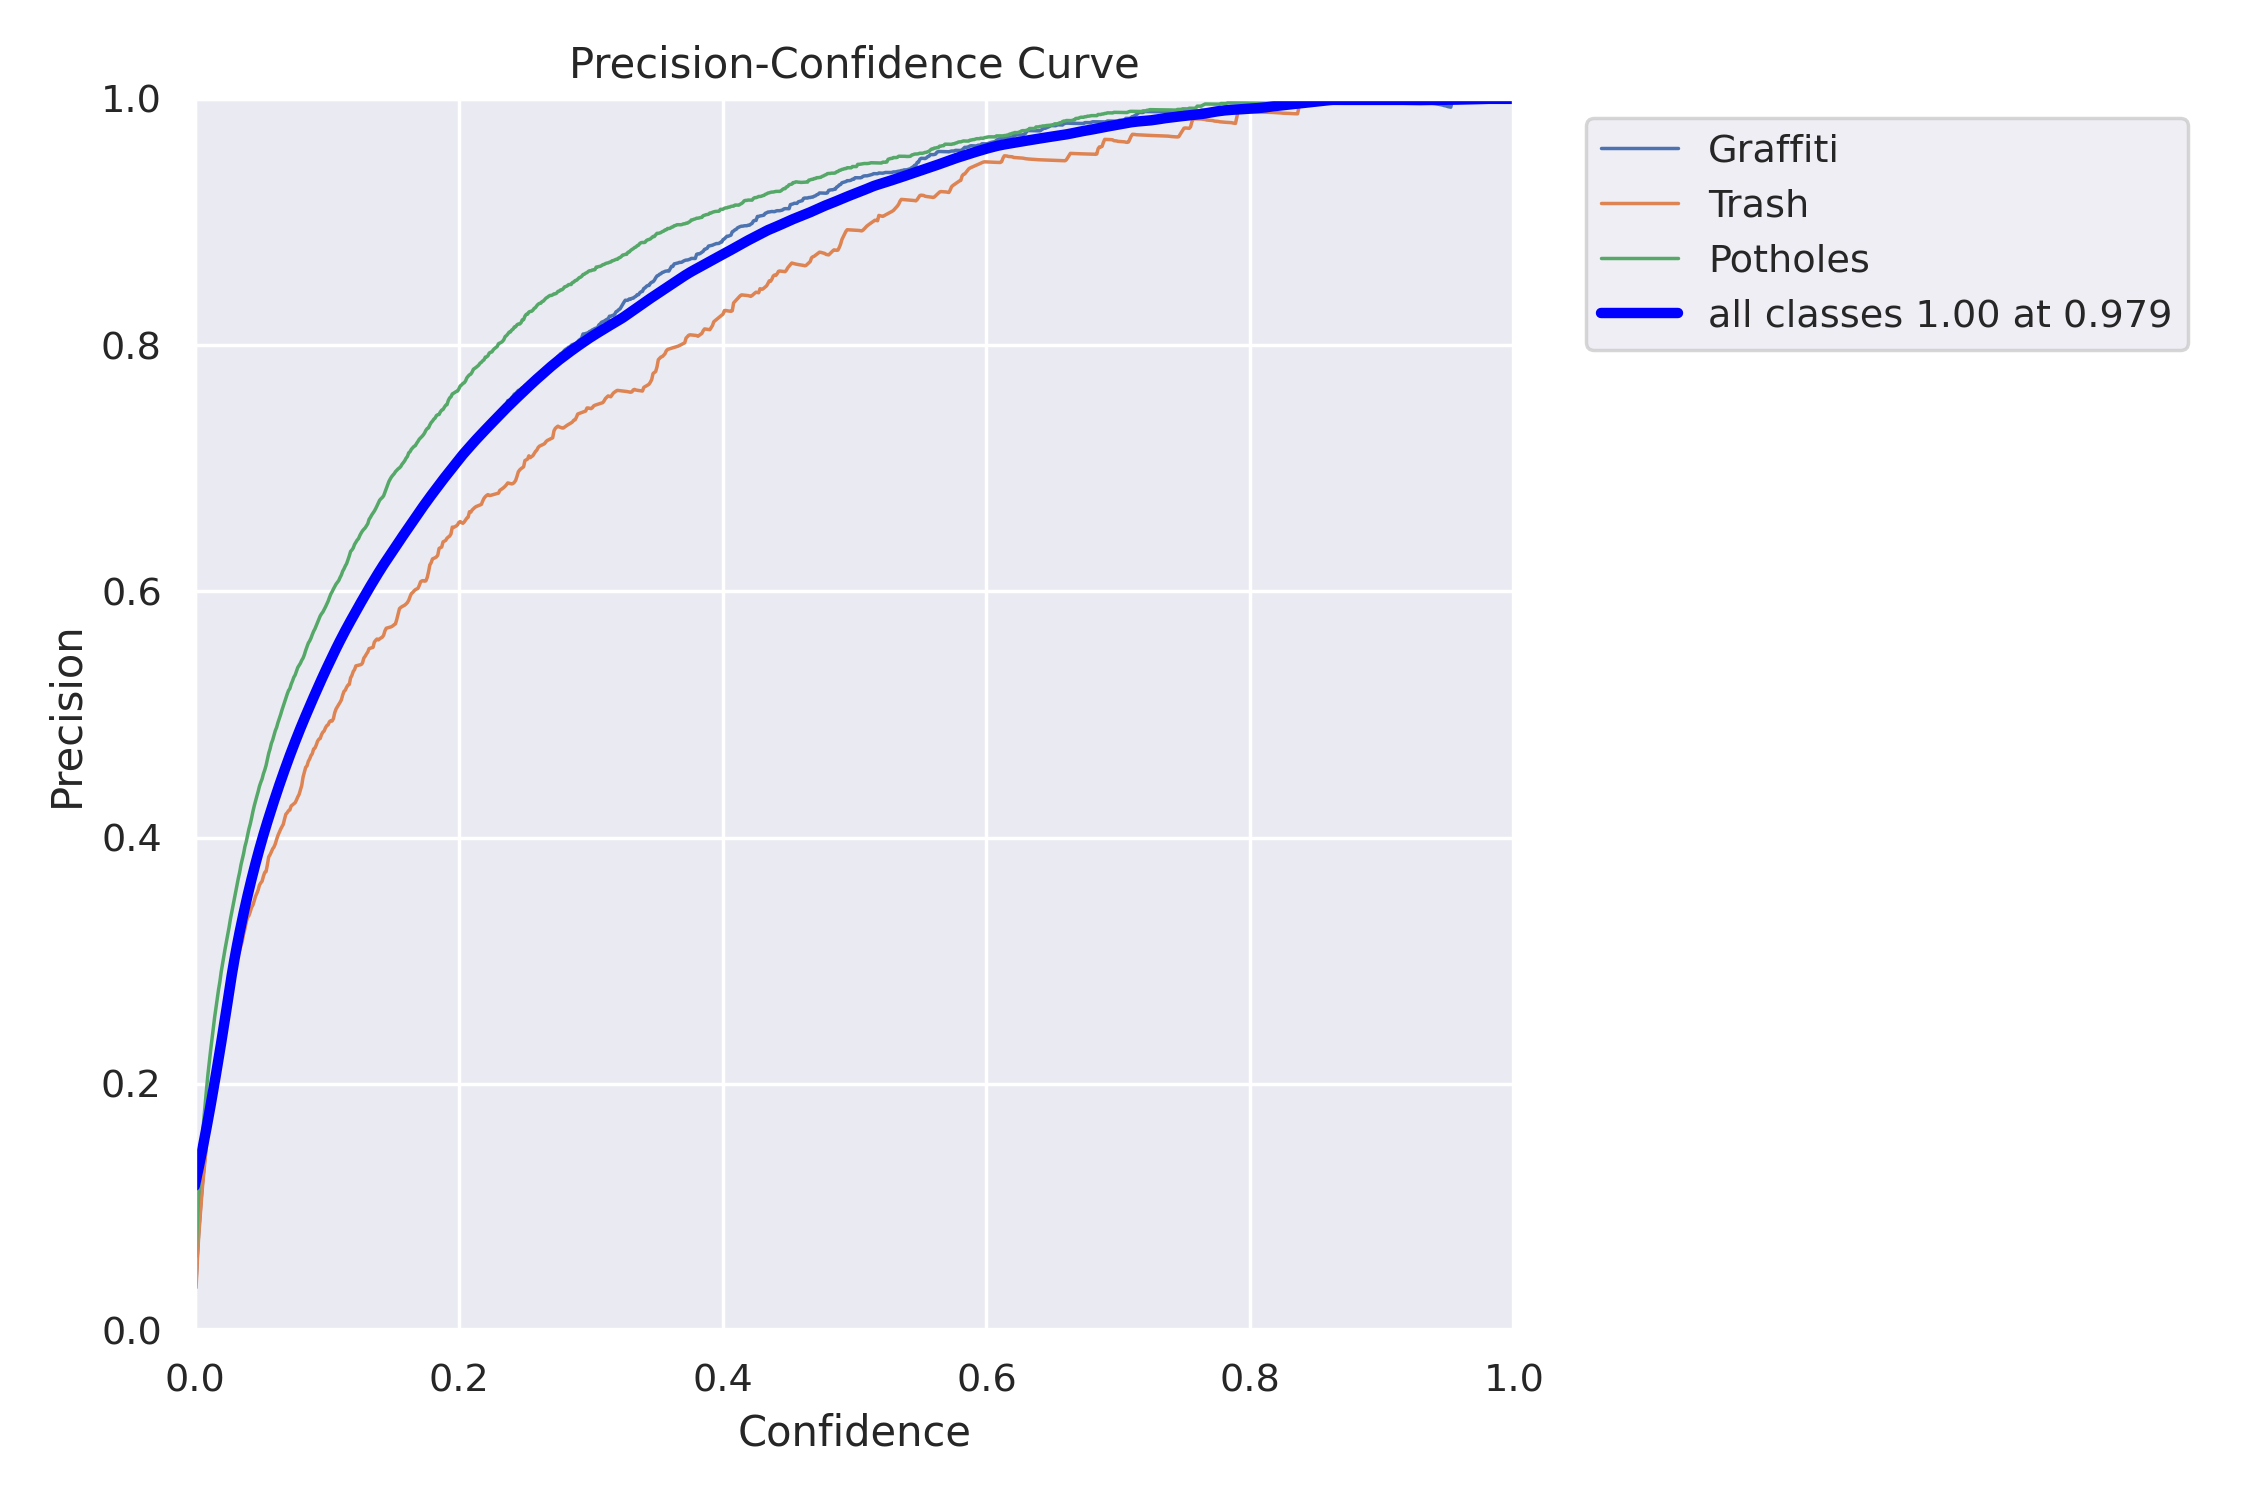 Precision-Confidence Curve
1.0
0.8
0.6
0.4
0.2
0.0
Precision
0.0 0.2 0.4 0.6 0.8 1.0
Confidence
Graffiti
Trash
Potholes
all classes 1.00 at 0.979